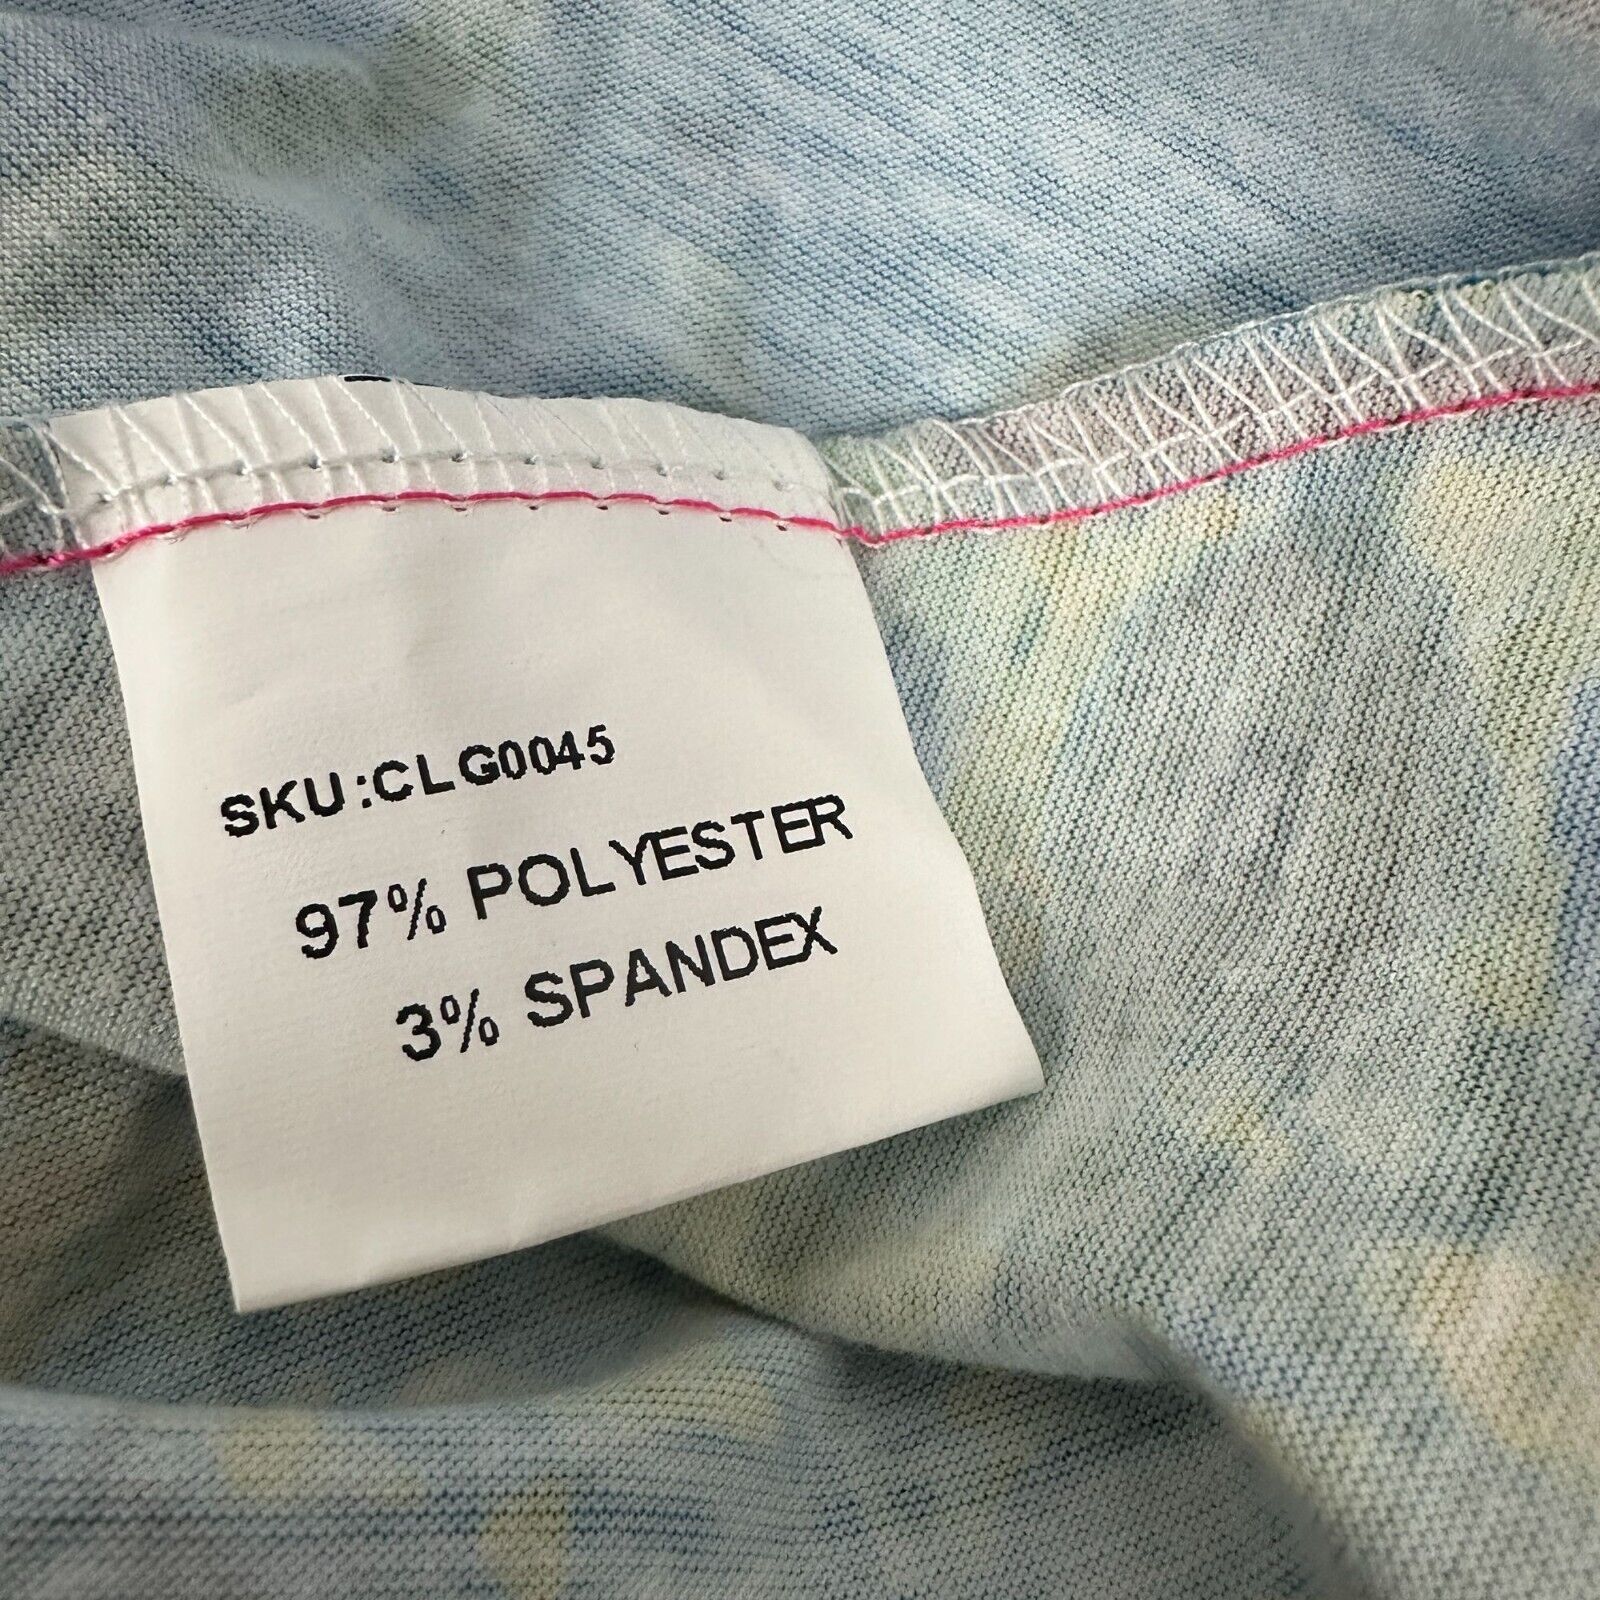 SKU:CLG0045
97% POLYESTER
3% SPANDEX